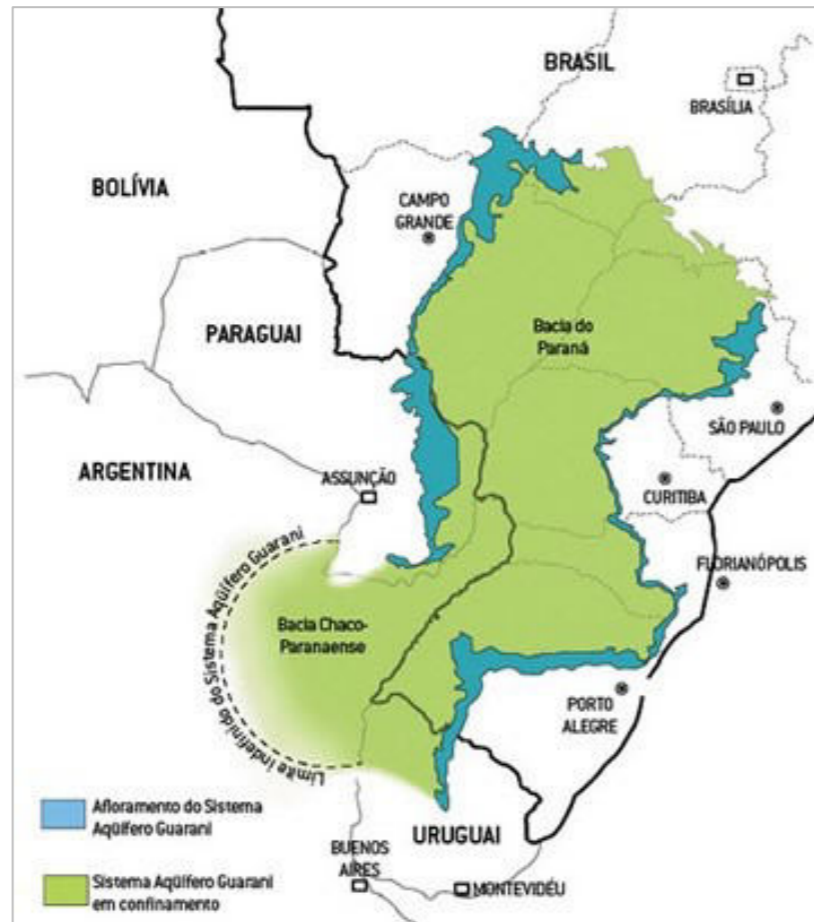 BRASIL
BRASÍLIA
BOLÍVIA
CAMPO
GRANDE
PARAGUAI
Bacia do
Paraná
SÃO PAULO
ARGENTINA
ASSUNÇÃO
CURITIBA
FLORIANÓPOLIS
Limite indefinido do Sistema Aqüífero Guarani
Bacia Chaco-
Paranaense
PORTO
ALEGRE
Afloramento do Sistema
Aqüífero Guarani
URUGUAI
BUENOS
AIRES
MONTEVIDÉU
Sistema Aqüífero Guarani
em confinamento